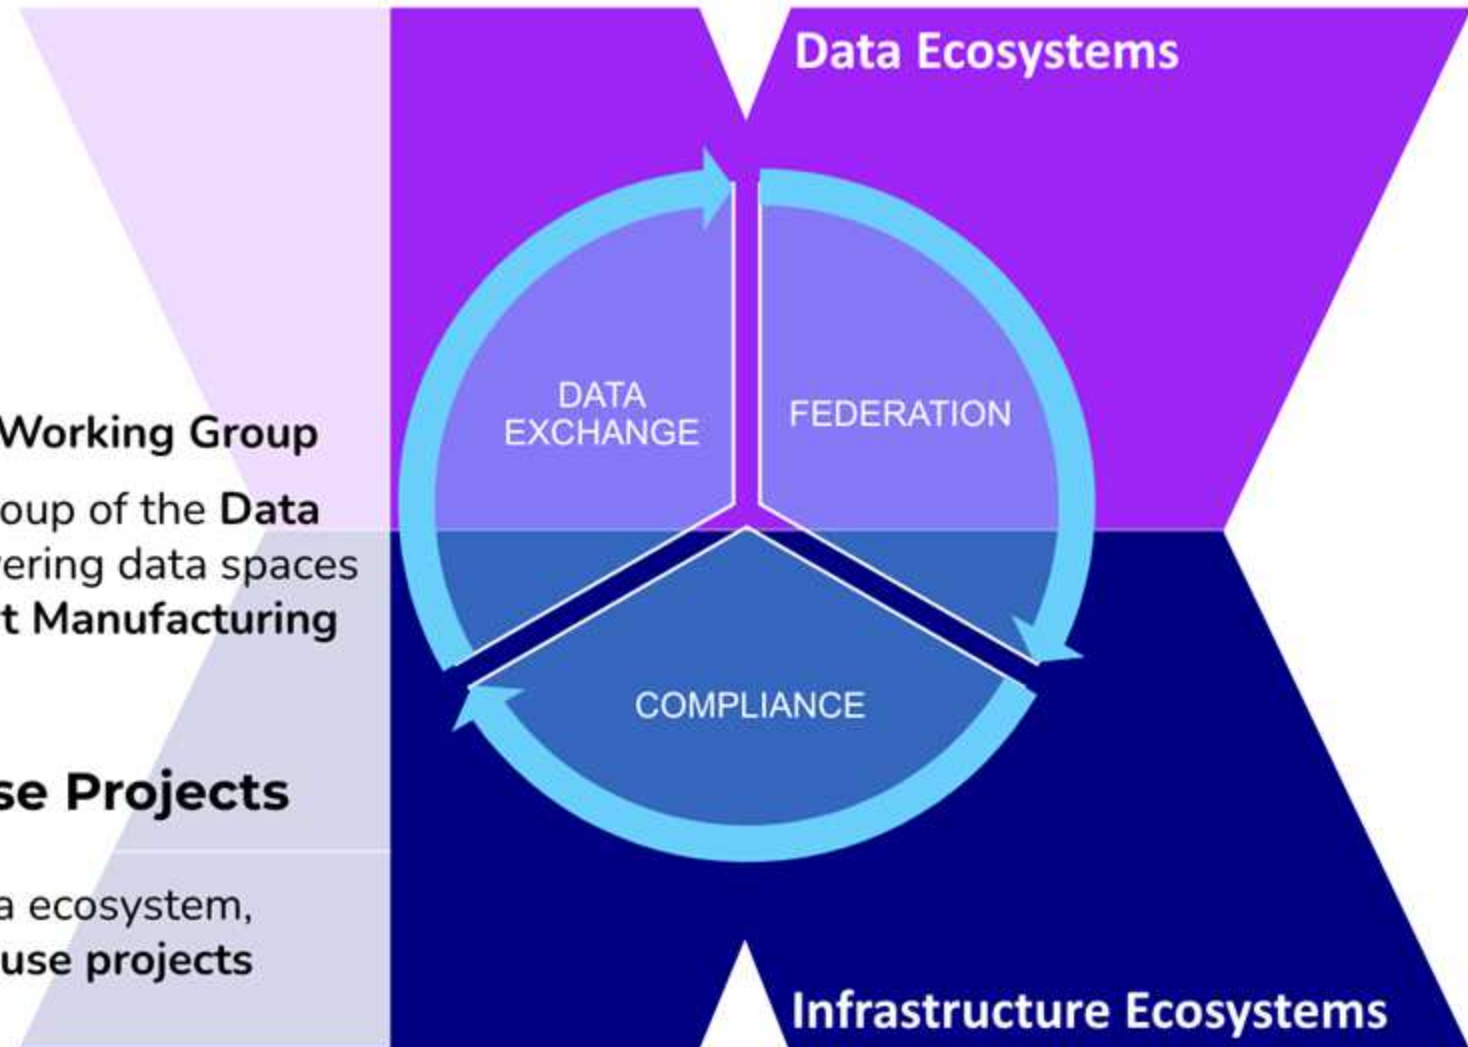 Data Ecosystems
DATA
EXCHANGE
FEDERATION
COMPLIANCE
Working Group
oup of the Data
ering data spaces
t Manufacturing
se Projects
a ecosystem,
use projects
Infrastructure Ecosystems